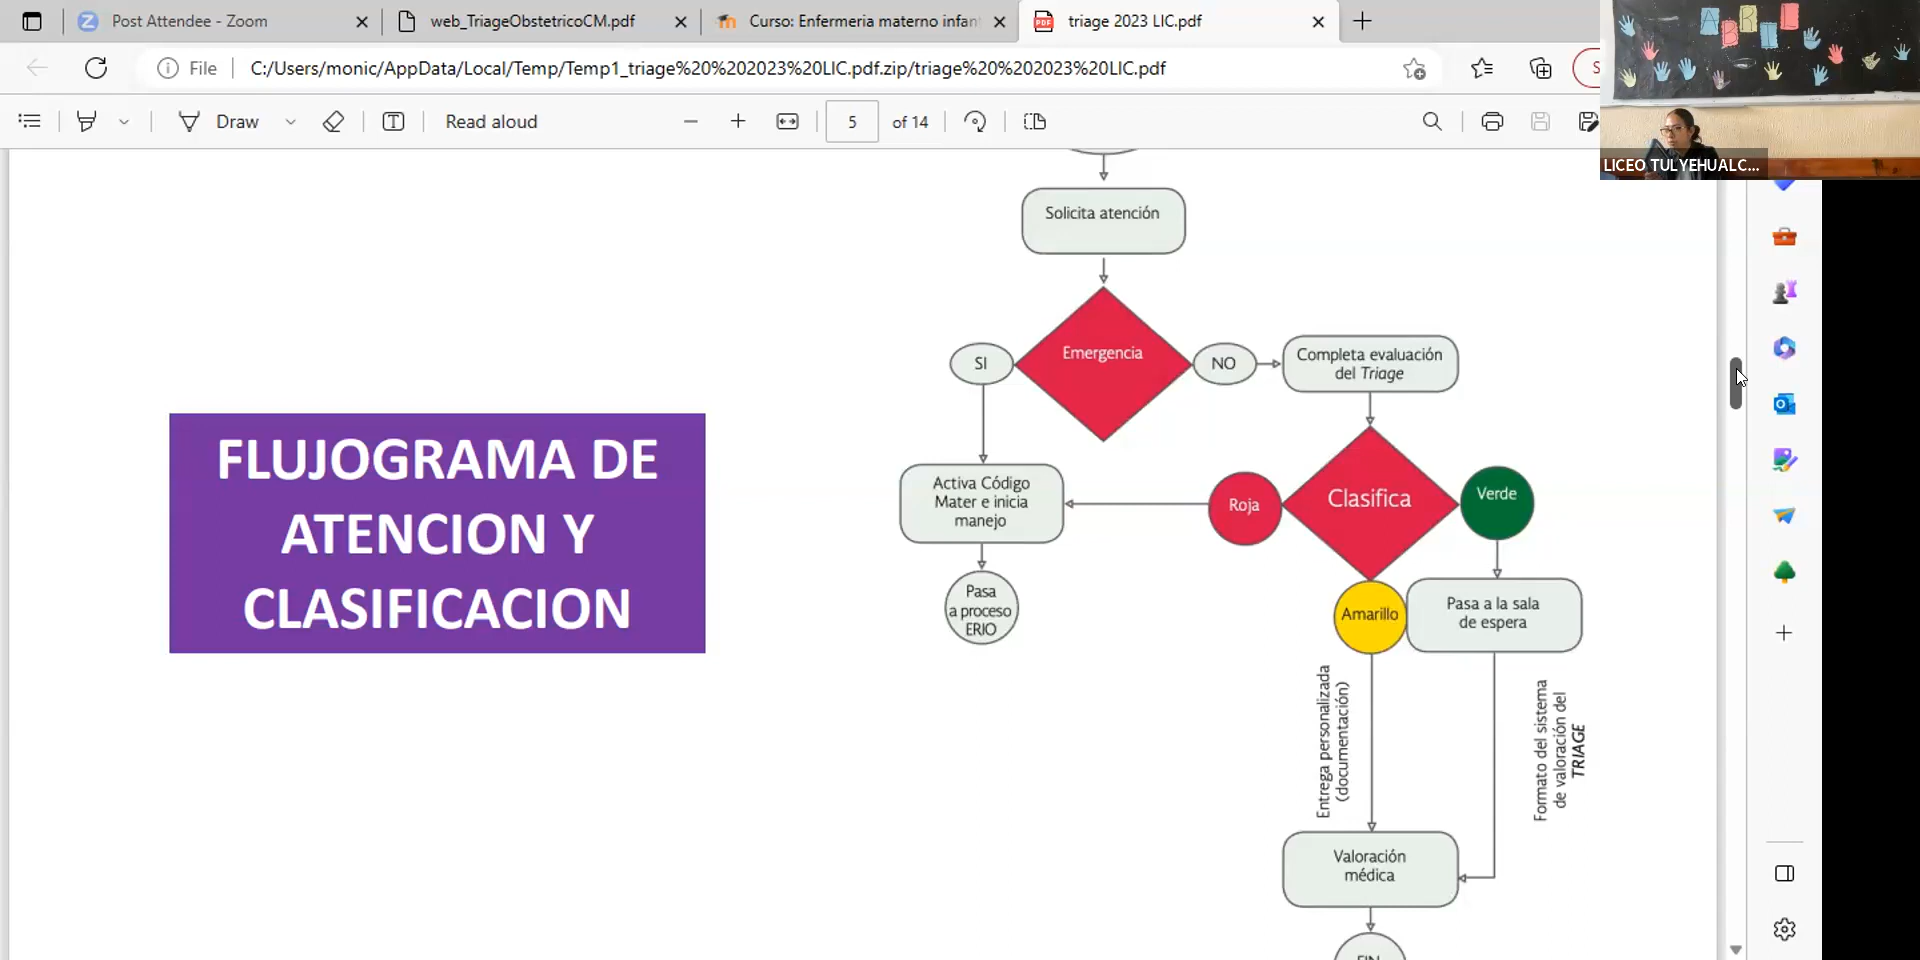 Post Attendee - Zoom
web_TriageObstetricoCM.pdf
Curso: Enfermeria materno infan
triage 2023 LIC.pdf
File
C:/Users/monic/AppData/Local/Temp/Temp1_triage%20%202023%20LIC.pdf.zip/triage%20%202023%20LIC.pdf
S
Draw
Read aloud
5
of 14
LICEO TULYEHUALC...
Solicita atención
Emergencia
SI
NO
Completa evaluación
del Triage
Activa Código
Mater e inicia
manejo
Roja
Clasifica
Verde
Pasa
a proceso
ERIO
Amarillo
Pasa a la sala
de espera
FLUJOGRAMA DE
ATENCION Y
CLASIFICACION
Entrega personalizada
(documentación)
Formato del sistema
de valoración del
TRIAGE
Valoración
médica
FIN